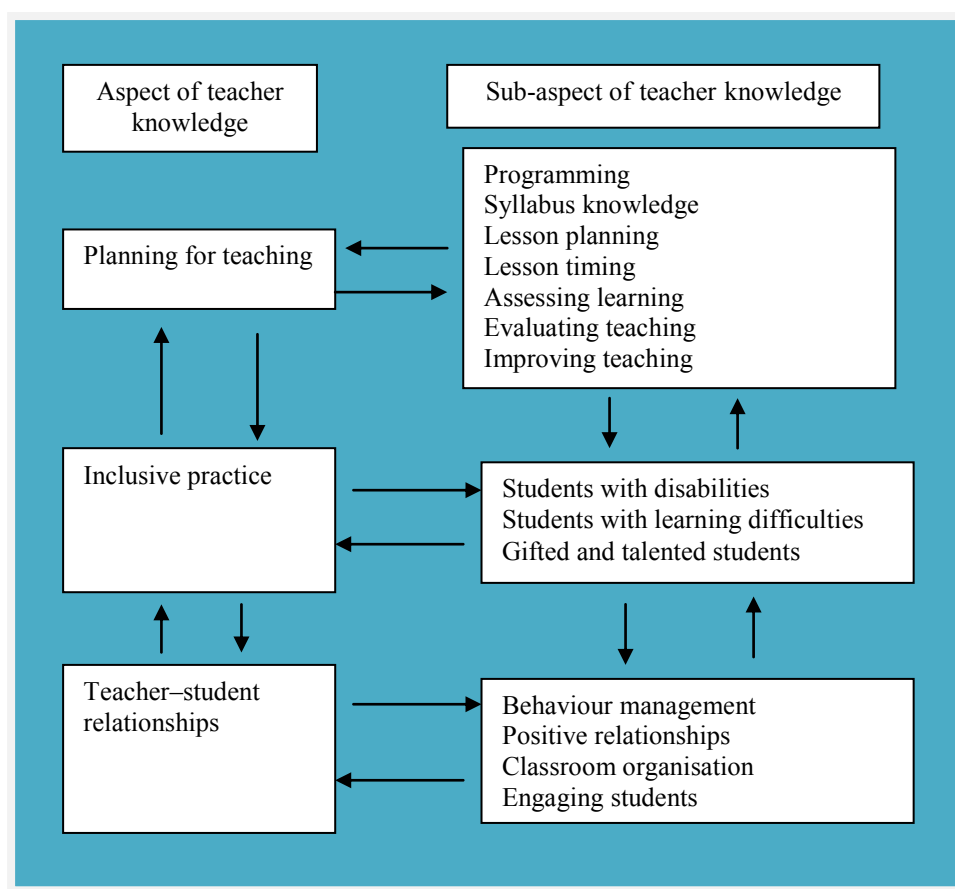 Aspect of teacher
knowledge
Sub-aspect of teacher knowledge
Planning for teaching
Programming
Syllabus knowledge
Lesson planning
Lesson timing
Assessing learning
Evaluating teaching
Improving teaching
Inclusive practice
Students with disabilities
Students with learning difficulties
Gifted and talented students
Teacher–student
relationships
Behaviour management
Positive relationships
Classroom organisation
Engaging students